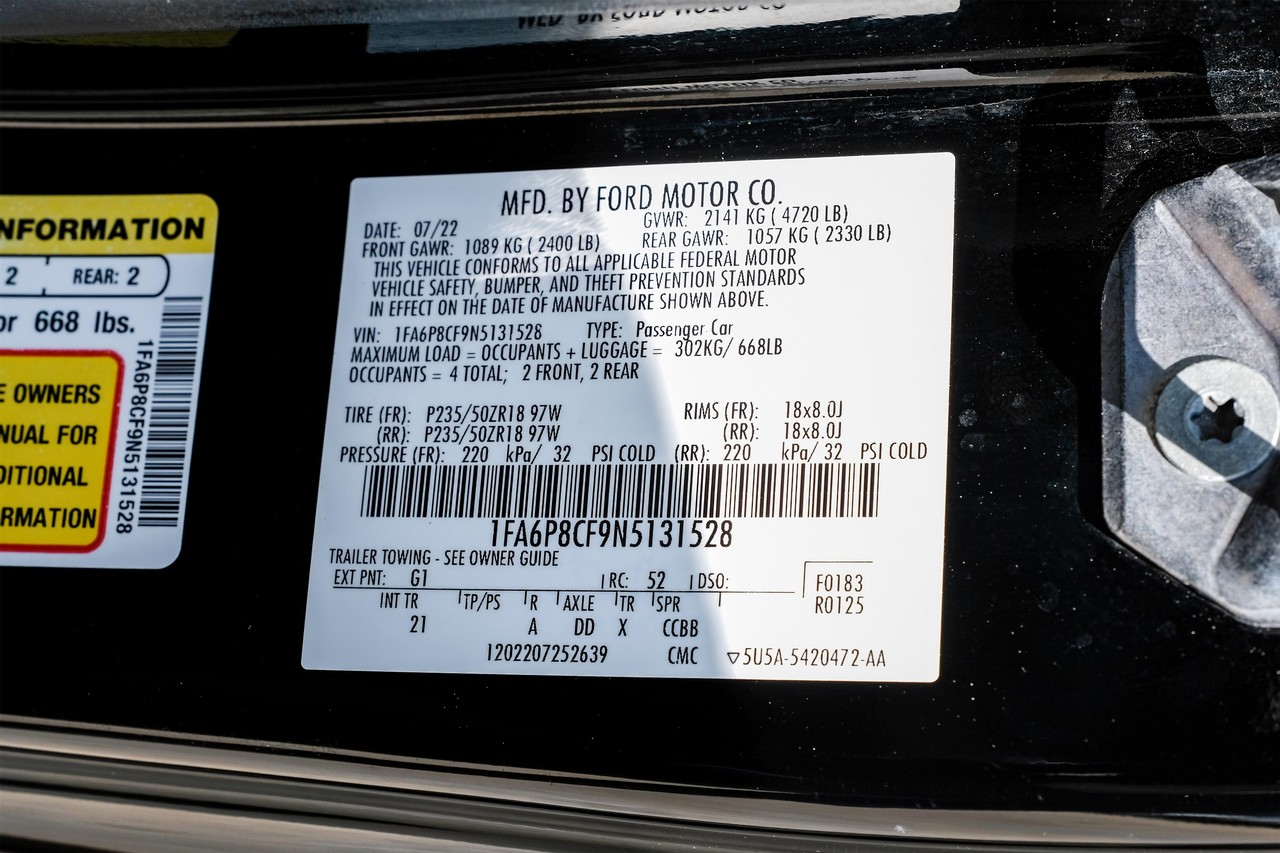 MFD. BY FORD MOTOR CO.
DATE: 07/22 GVWR: 2141 KG ( 4720 LB)
FRONT GAWR: 1089 KG ( 2400 LB) REAR GAWR: 1057 KG ( 2330 LB)
THIS VEHICLE CONFORMS TO ALL APPLICABLE FEDERAL MOTOR
VEHICLE SAFETY, BUMPER, AND THEFT PREVENTION STANDARDS
IN EFFECT ON THE DATE OF MANUFACTURE SHOWN ABOVE.
VIN: 1FA6P8CF9N5131528 TYPE: Passenger Car
MAXIMUM LOAD = OCCUPANTS + LUGGAGE = 302KG/ 668LB
OCCUPANTS = 4 TOTAL; 2 FRONT, 2 REAR
TIRE (FR): P235/50ZR18 97W RIMS (FR): 18x8.0J
(RR): P235/50ZR18 97W (RR): 18x8.0J
PRESSURE (FR): 220 kPa/ 32 PSI COLD (RR): 220 kPa/ 32 PSI COLD
1FA6P8CF9N5131528
TRAILER TOWING - SEE OWNER GUIDE
EXT PNT: G1 RC: 52 DSO: F0183
R0125
INT TR TP/PS R AXLE TR SPR
21 A DD X CCBB
1202207252639 CMC ▽5U5A-5420472-AA
NFORMATION
2 REAR: 2
or 668 lbs.
E OWNERS
NUAL FOR
DITIONAL
RMATION
1FA6P8CF9N5131528